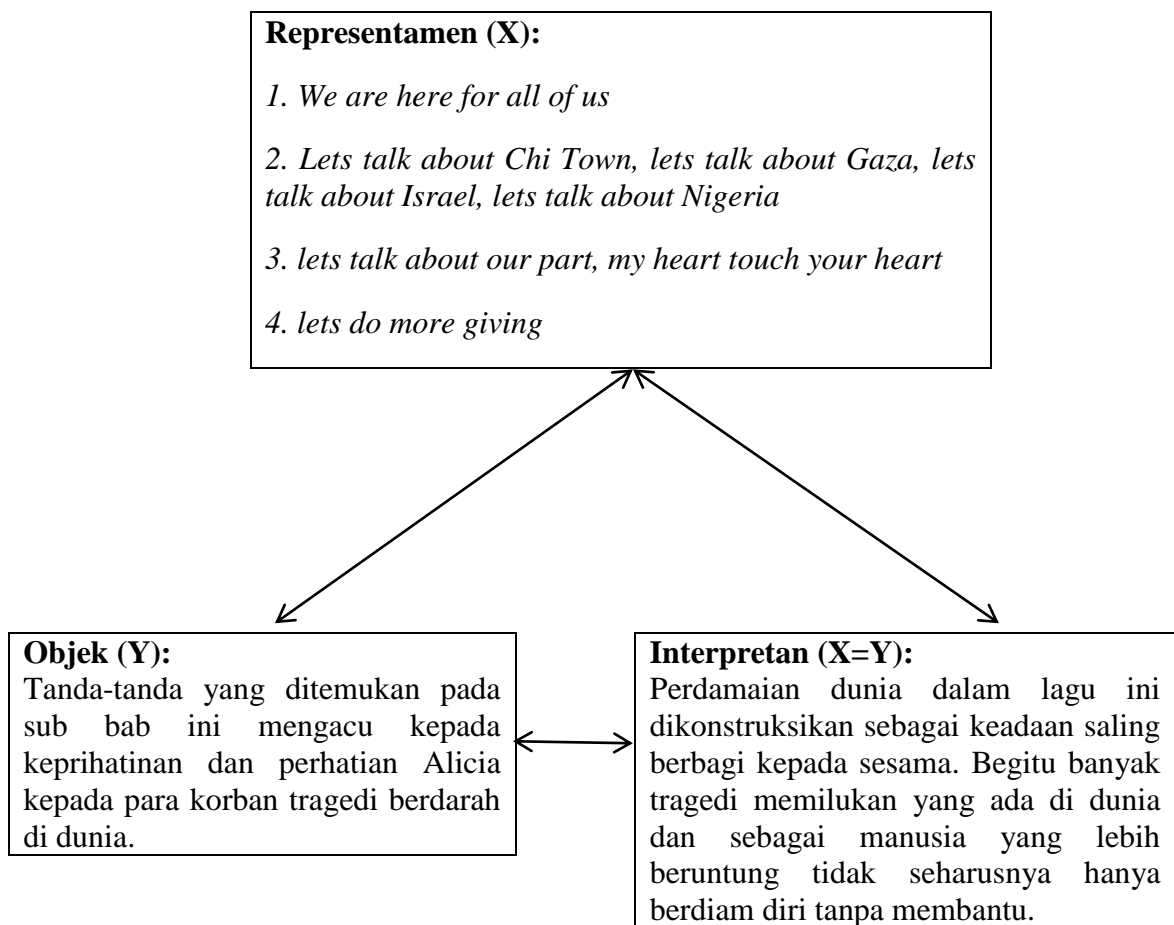 Representamen (X):
1. We are here for all of us
2. Lets talk about Chi Town, lets talk about Gaza, lets
talk about Israel, lets talk about Nigeria
3. lets talk about our part, my heart touch your heart
4. lets do more giving
Objek (Y):
Tanda-tanda yang ditemukan pada
sub bab ini mengacu kepada
keprihatinan dan perhatian Alicia
kepada para korban tragedi berdarah
di dunia.
Interpretan (X=Y):
Perdamaian dunia dalam lagu ini
dikonstruksikan sebagai keadaan saling
berbagi kepada sesama. Begitu banyak
tragedi memilukan yang ada di dunia
dan sebagai manusia yang lebih
beruntung tidak seharusnya hanya
berdiam diri tanpa membantu.